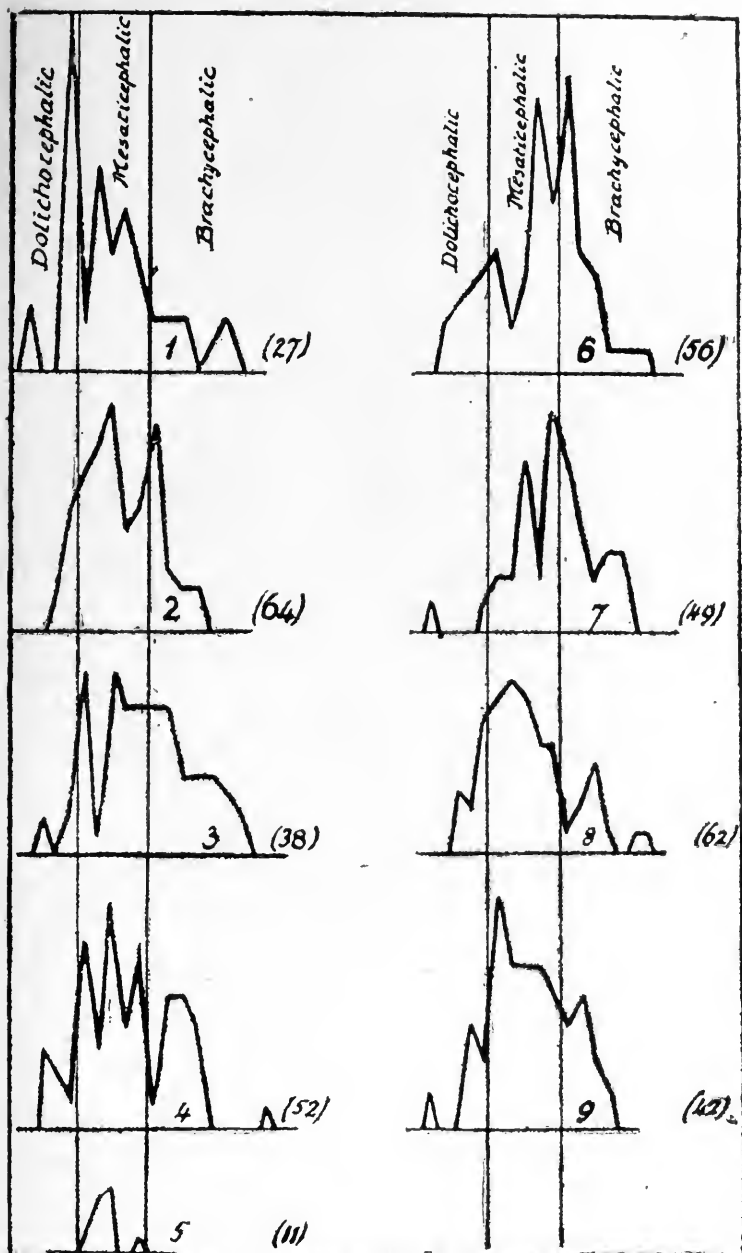 Dolichocephalic
Mesaticephalic
Brachycephalic
1 (27)
2 (64)
3 (38)
4 (52)
5 (11)
Dolichocephalic
Mesaticephalic
Brachycephalic
6 (56)
7 (49)
8 (62)
9 (42)